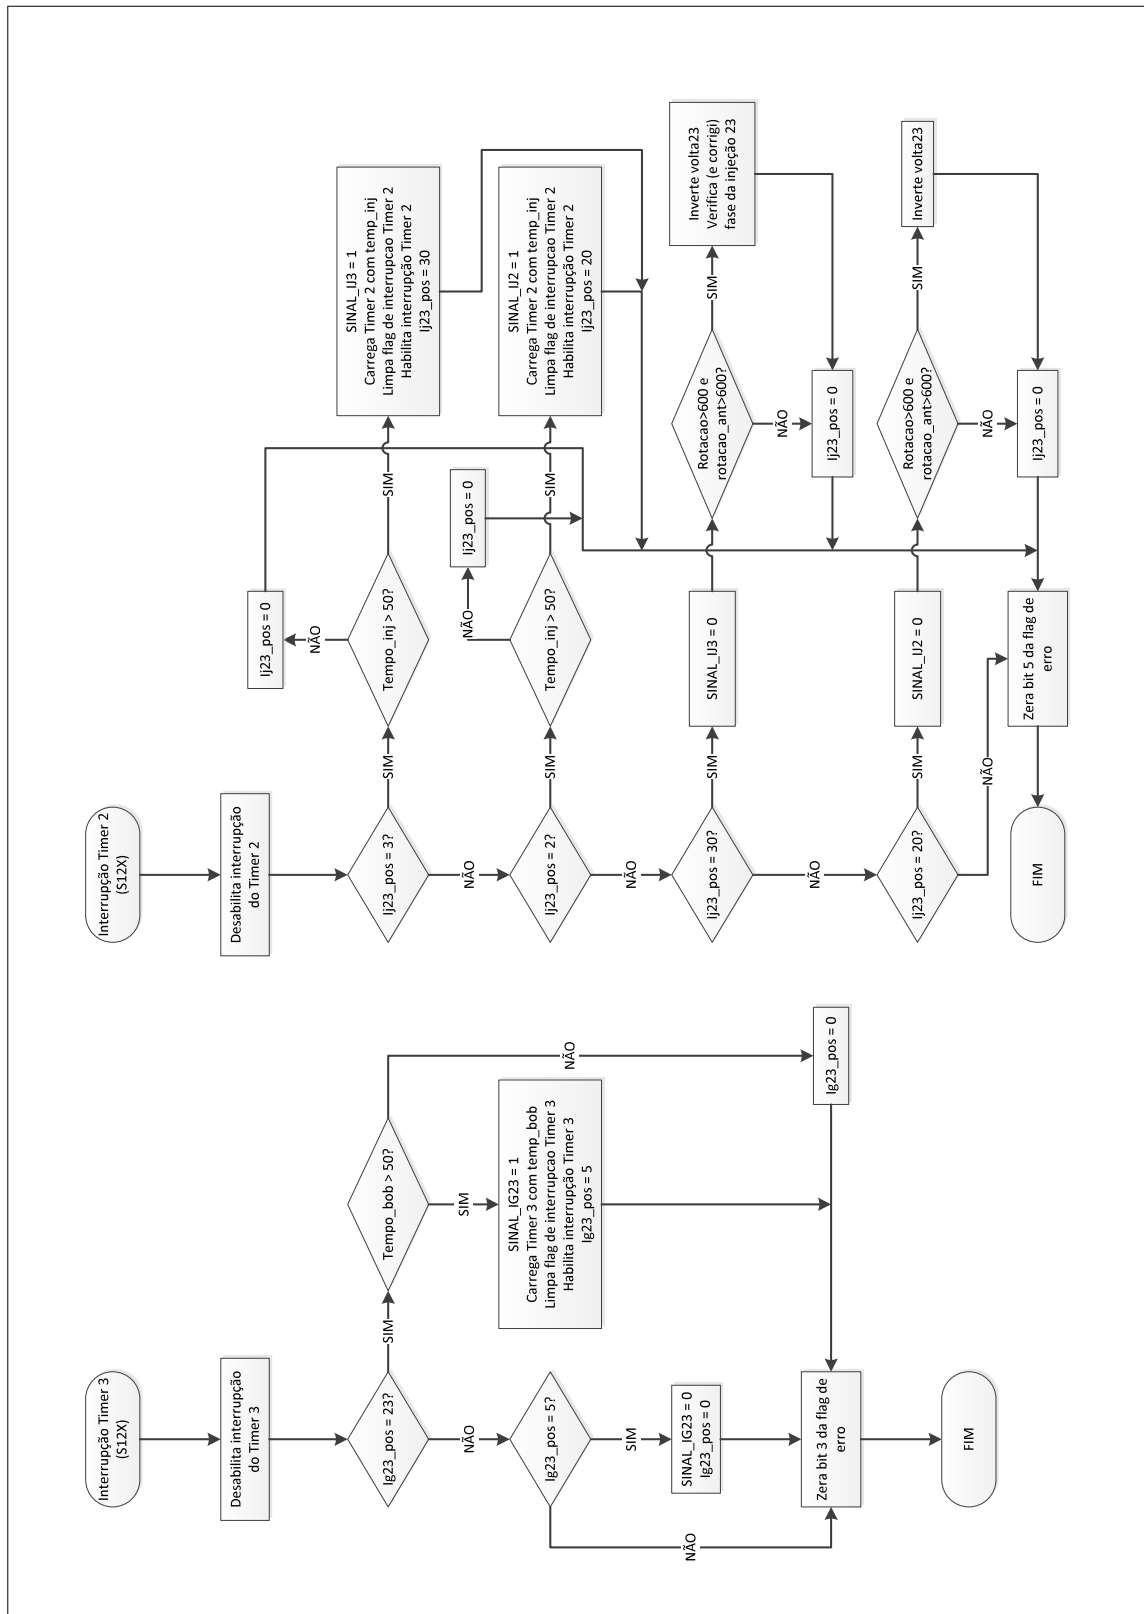 Interrupção Timer 3
(S12X)
Desabilita interrupção
do Timer 3
Ig23_pos = 23?
SIM
Tempo_bob > 50?
NÃO
SIM
SINAL_IG23 = 1
Carrega Timer 3 com temp_bob
Limpa flag de interrupcao Timer 3
Habilita interrupção Timer 3
Ig23_pos = 5
Ig23_pos = 0
NÃO
Ig23_pos = 5?
SIM
SINAL_IG23 = 0
Ig23_pos = 0
NÃO
Zera bit 3 da flag de
erro
FIM
Interrupção Timer 2
(S12X)
Desabilita interrupção
do Timer 2
Ij23_pos = 3?
SIM
Tempo_inj > 50?
NÃO
Ij23_pos = 0
SIM
SINAL_IJ3 = 1
Carrega Timer 2 com temp_inj
Limpa flag de interrupcao Timer 2
Habilita interrupção Timer 2
Ij23_pos = 30
NÃO
Ij23_pos = 2?
SIM
Tempo_inj > 50?
NÃO
Ij23_pos = 0
SIM
SINAL_IJ2 = 1
Carrega Timer 2 com temp_inj
Limpa flag de interrupcao Timer 2
Habilita interrupção Timer 2
Ij23_pos = 20
NÃO
Ij23_pos = 30?
SIM
SINAL_IJ3 = 0
Rotacao>600 e
rotacao_ant>600?
SIM
Inverte volta23
Verifica (e corrigi)
fase da injeção 23
NÃO
Ij23_pos = 0
NÃO
Ij23_pos = 20?
SIM
SINAL_IJ2 = 0
Rotacao>600 e
rotacao_ant>600?
SIM
Inverte volta23
NÃO
Ij23_pos = 0
NÃO
Zera bit 5 da flag de
erro
FIM